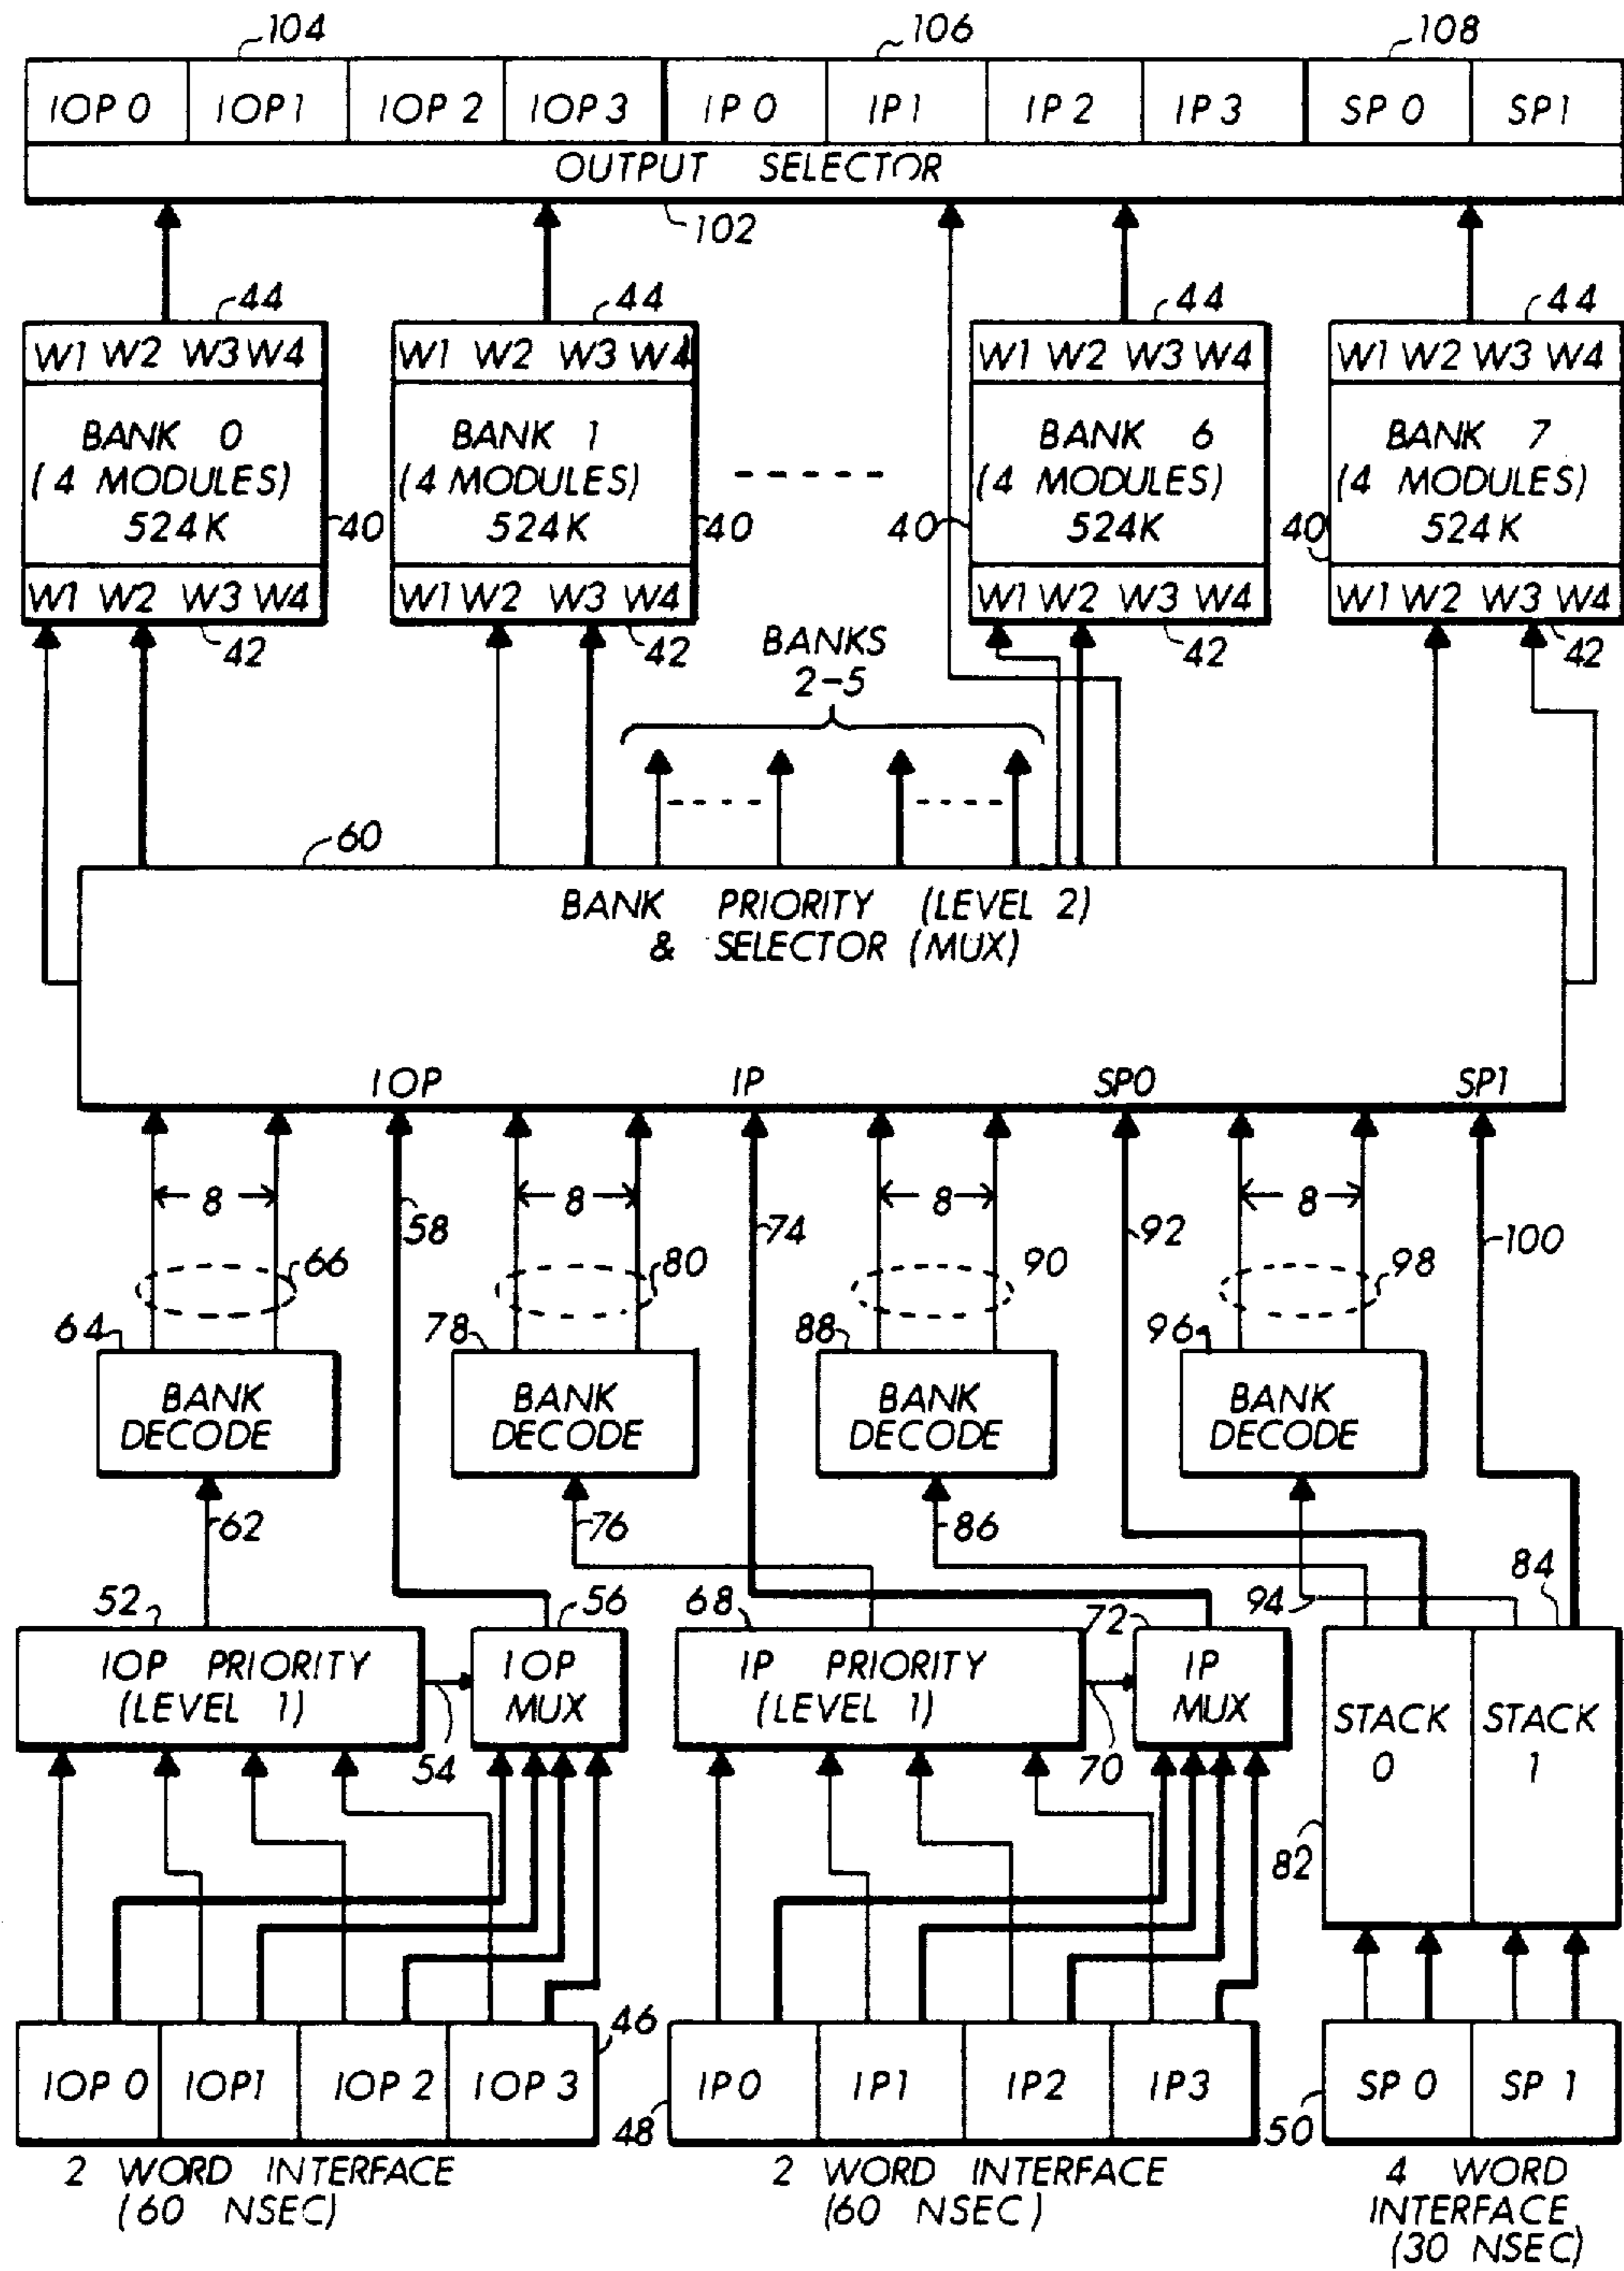 104 106 108
IOP 0 IOP 1 IOP 2 IOP 3 IP 0 IP 1 IP 2 IP 3 SP 0 SP1
OUTPUT SELECTOR
102
44 44 44 44
W1 W2 W3 W4 W1 W2 W3 W4 W1 W2 W3 W4 W1 W2 W3 W4
BANK 0 BANK 1 BANK 6 BANK 7
(4 MODULES) (4 MODULES) (4 MODULES) (4 MODULES)
524K 40 524K 40 40 524K 40 524K
W1 W2 W3 W4 W1 W2 W3 W4 W1 W2 W3 W4 W1 W2 W3 W4
42 42 42 42
BANKS
2-5
60
BANK PRIORITY (LEVEL 2)
& SELECTOR (MUX)
IOP IP SP0 SP1
8 8 8 8
58 74 92 100
66 80 90 98
64 78 88 96
BANK BANK BANK BANK
DECODE DECODE DECODE DECODE
62 76 86
84
94
52 56 68 72
IOP PRIORITY IOP IP PRIORITY IP
(LEVEL 1) MUX (LEVEL 1) MUX
STACK STACK
0 1
54 70
82
46
IOP 0 IOP1 IOP 2 IOP 3 48 IP0 IP1 IP2 IP3 50 SP 0 SP 1
2 WORD INTERFACE 2 WORD INTERFACE 4 WORD
(60 NSEC) (60 NSEC) INTERFACE
(30 NSEC)